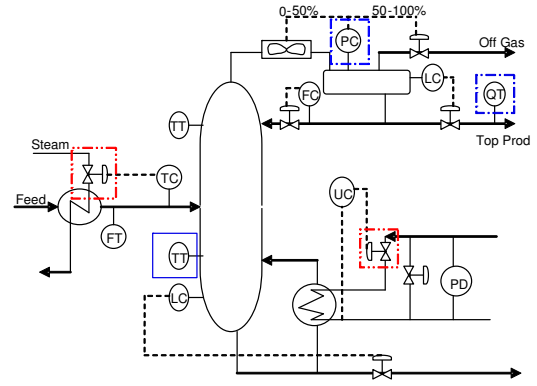 0-50%
50-100%
PC
Off Gas
LC
FC
QT
TT
Top Prod
Steam
TC
UC
Feed
FT
TT
PD
LC